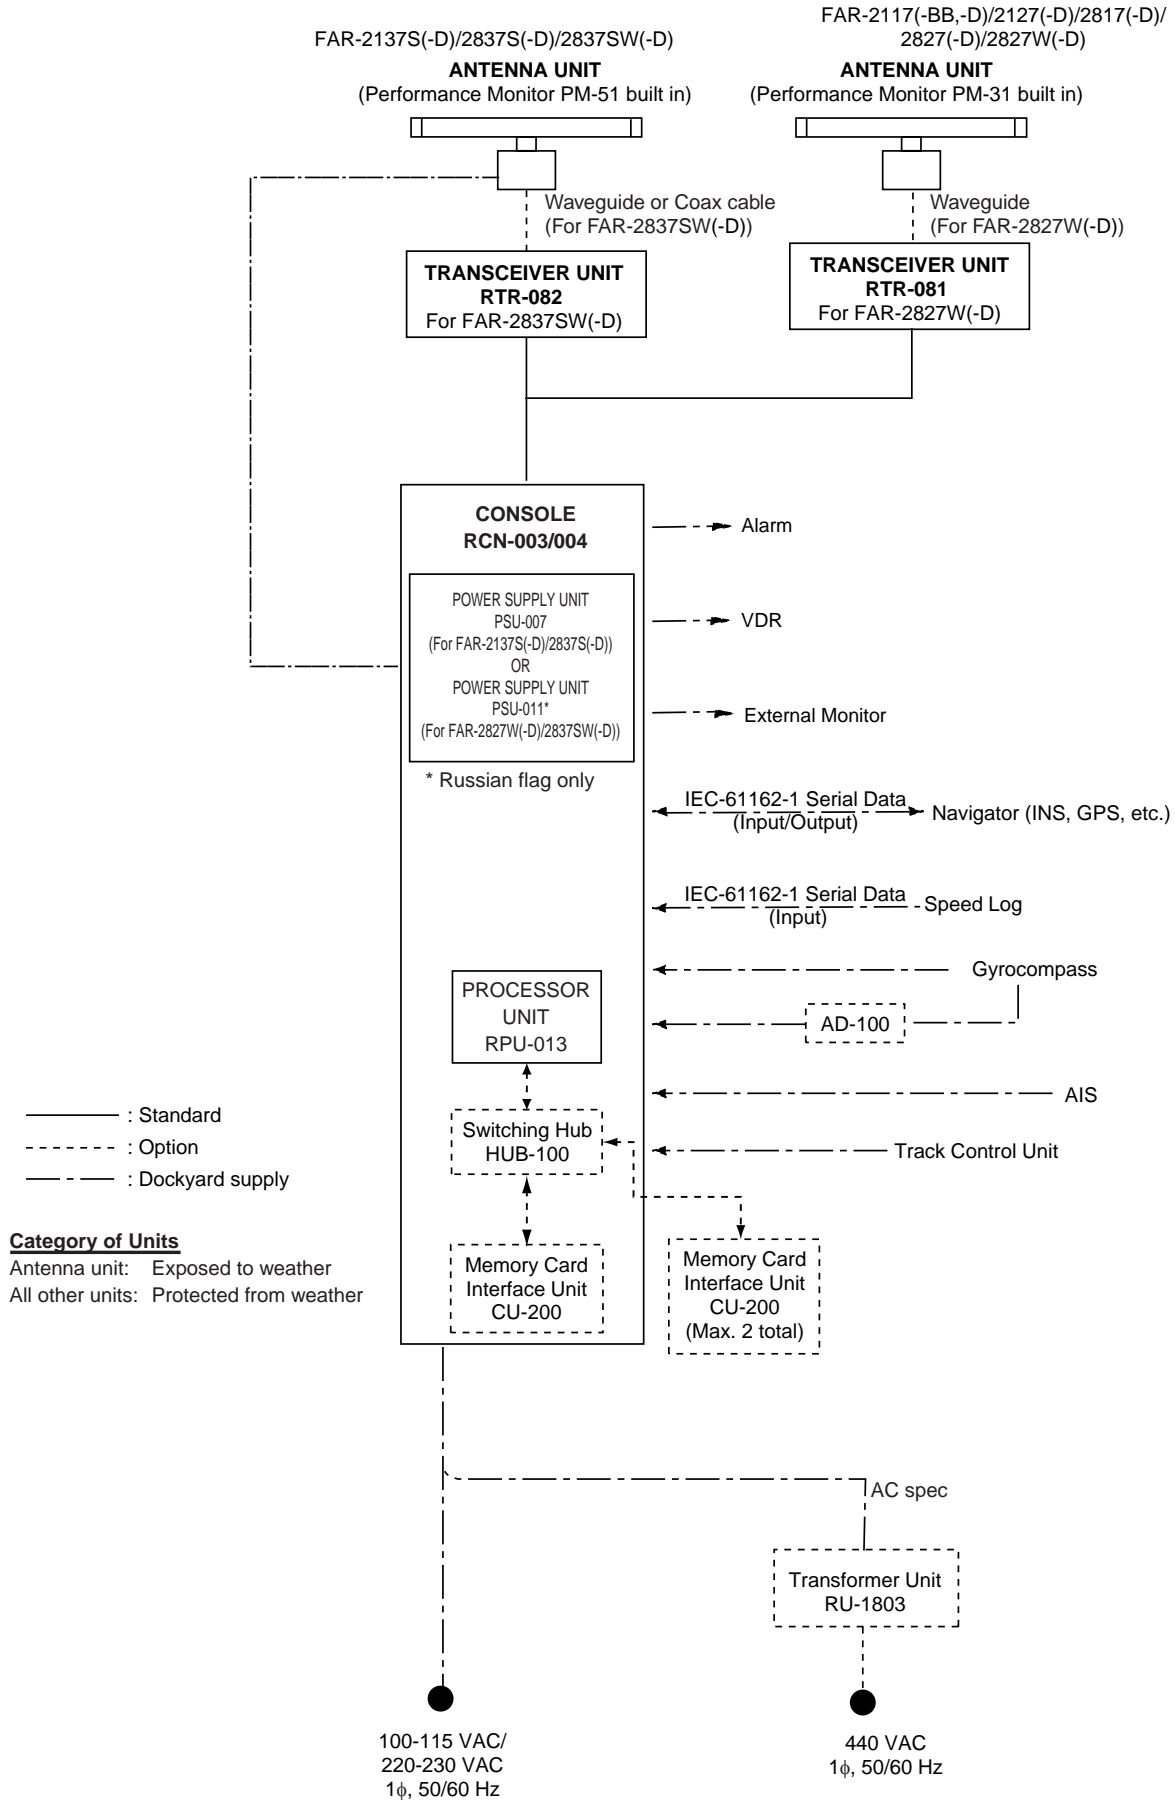 FAR-2137S(-D)/2837S(-D)/2837SW(-D)
ANTENNA UNIT
(Performance Monitor PM-51 built in)
FAR-2117(-BB,-D)/2127(-D)/2817(-D)/
2827(-D)/2827W(-D)
ANTENNA UNIT
(Performance Monitor PM-31 built in)
Waveguide or Coax cable
(For FAR-2837SW(-D))
Waveguide
(For FAR-2827W(-D))
TRANSCEIVER UNIT
RTR-082
For FAR-2837SW(-D)
TRANSCEIVER UNIT
RTR-081
For FAR-2827W(-D)
CONSOLE
RCN-003/004
POWER SUPPLY UNIT
PSU-007
(For FAR-2137S(-D)/2837S(-D))
OR
POWER SUPPLY UNIT
PSU-011*
(For FAR-2827W(-D)/2837SW(-D))
* Russian flag only
Alarm
VDR
External Monitor
IEC-61162-1 Serial Data
(Input/Output)
Navigator (INS, GPS, etc.)
IEC-61162-1 Serial Data
(Input)
Speed Log
Gyrocompass
AD-100
AIS
Track Control Unit
PROCESSOR
UNIT
RPU-013
Switching Hub
HUB-100
Memory Card
Interface Unit
CU-200
Memory Card
Interface Unit
CU-200
(Max. 2 total)
: Standard
: Option
: Dockyard supply
Category of Units
Antenna unit: Exposed to weather
All other units: Protected from weather
AC spec
Transformer Unit
RU-1803
100-115 VAC/
220-230 VAC
1ϕ, 50/60 Hz
440 VAC
1ϕ, 50/60 Hz